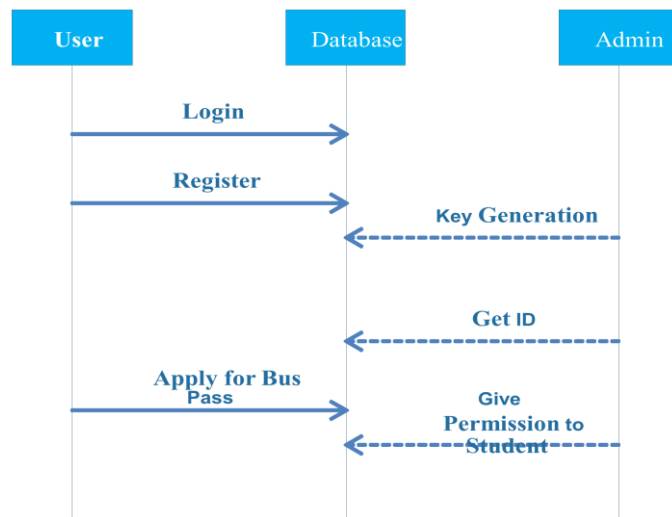 User
Database
Admin
Login
Register
Key Generation
Get ID
Apply for Bus
Pass
Give
Permission to
Student